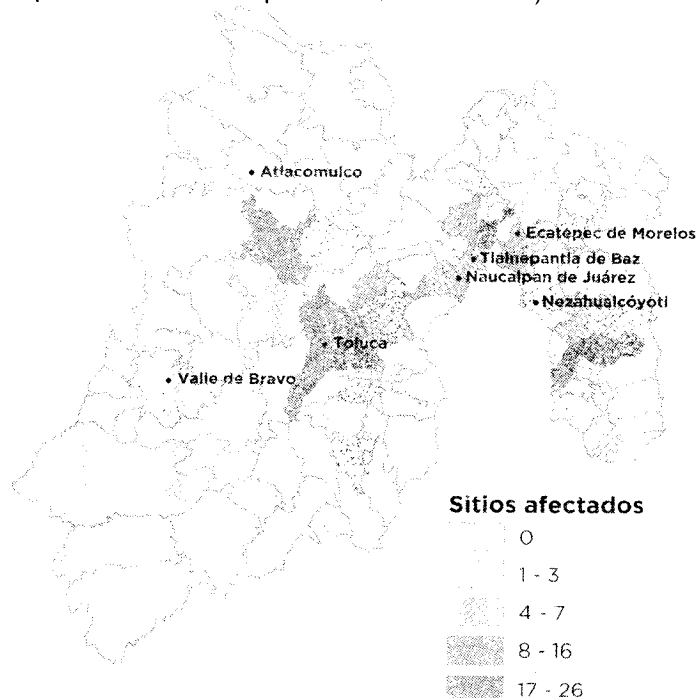 • Atlacomulco
• Ecatepec de Morelos
• Tlalnepantla de Baz
• Naucalpan de Juárez
• Nezahualcóyotl
• Toluca
• Valle de Bravo
Sitios afectados
0
1 - 3
4 - 7
8 - 16
17 - 26